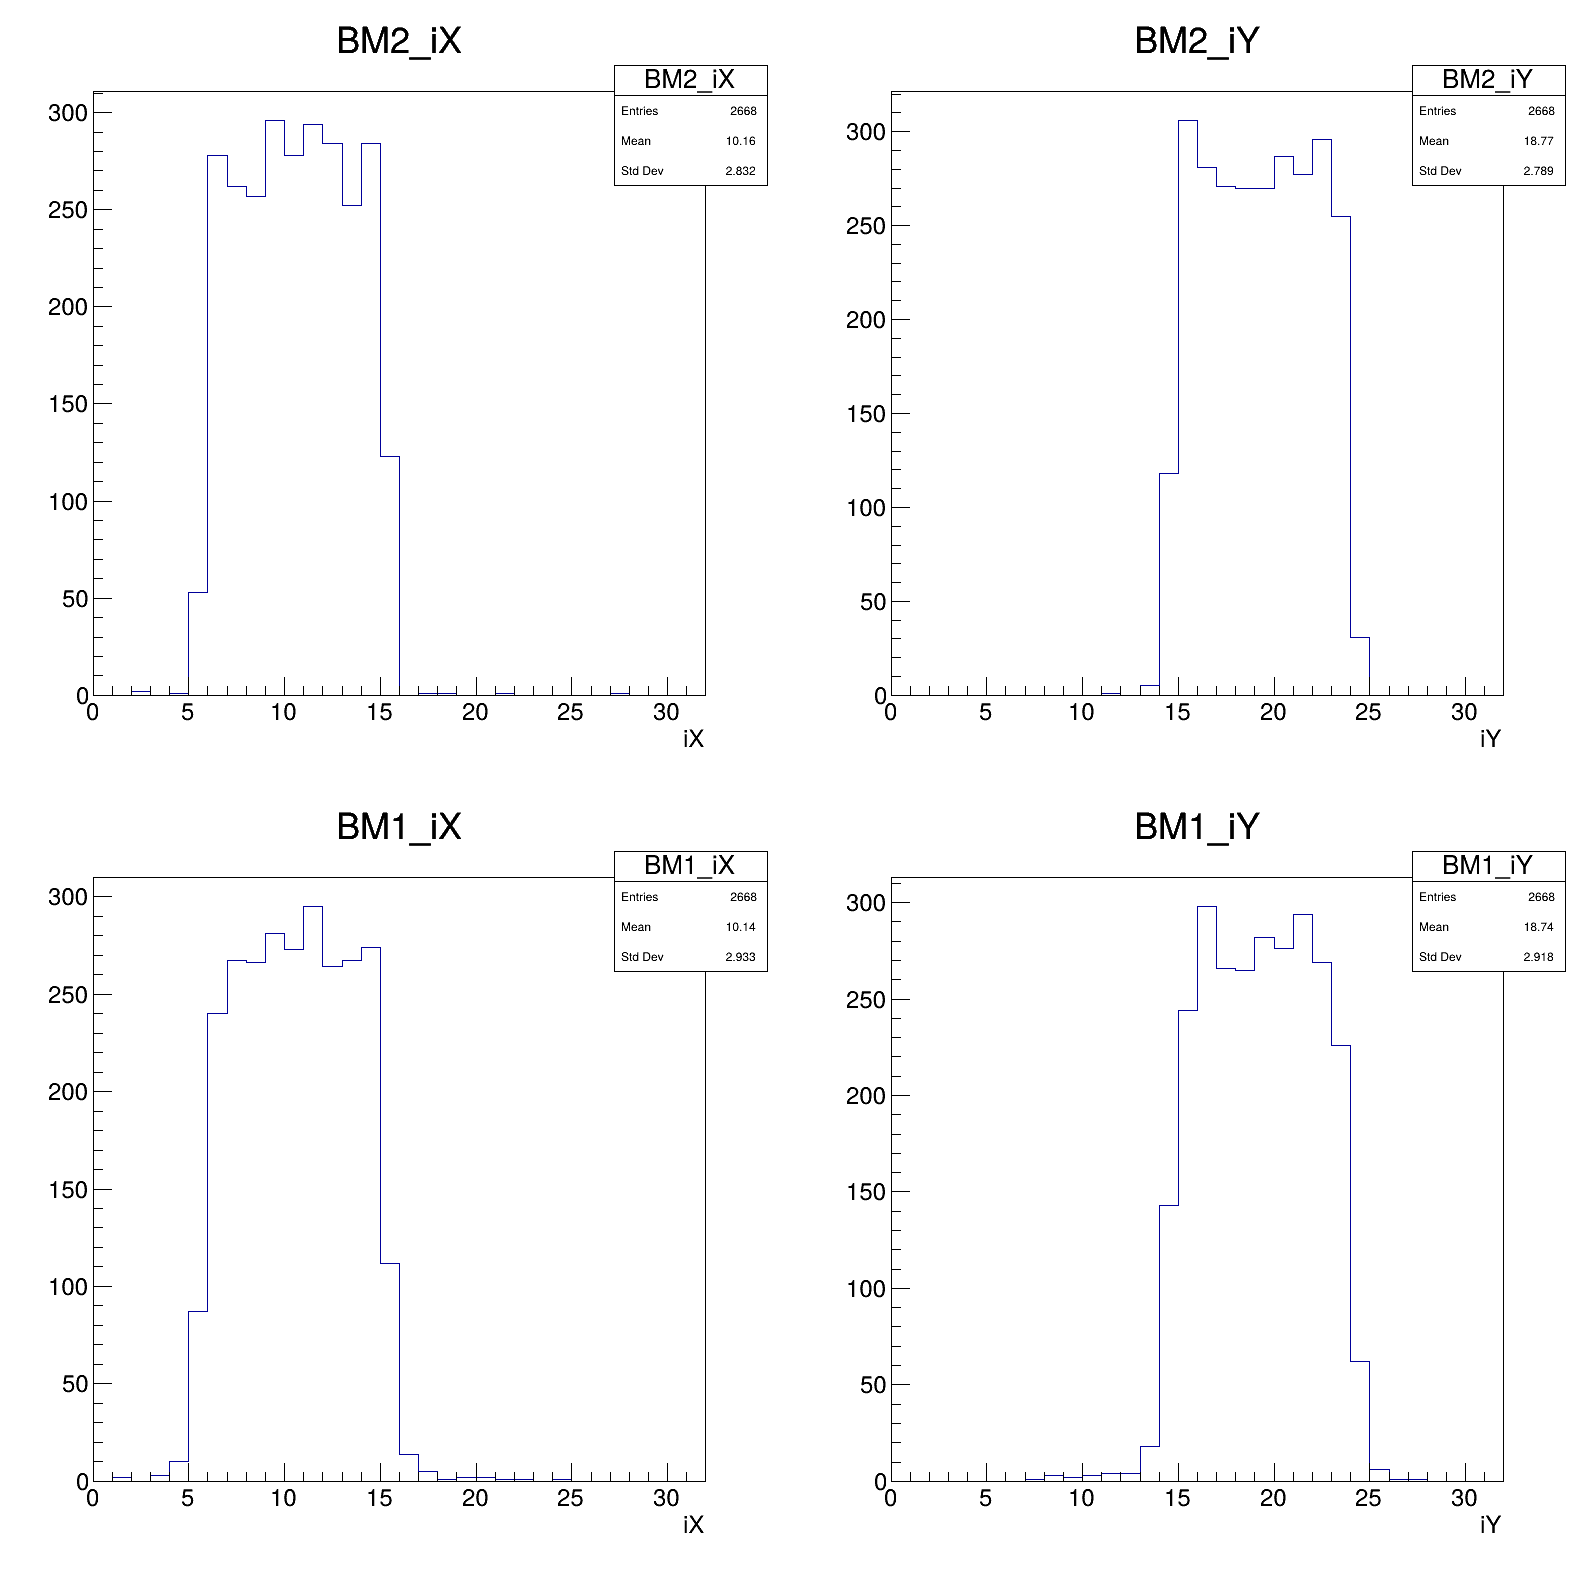 BM2_iX
BM2_iX
Entries 2668
Mean 10.16
Std Dev 2.832
300
250
200
150
100
50
0
0 5 10 15 20 25 30
iX
BM2_iY
BM2_iY
Entries 2668
Mean 18.77
Std Dev 2.789
300
250
200
150
100
50
0
0 5 10 15 20 25 30
iY
BM1_iX
BM1_iX
Entries 2668
Mean 10.14
Std Dev 2.933
300
250
200
150
100
50
0
0 5 10 15 20 25 30
iX
BM1_iY
BM1_iY
Entries 2668
Mean 18.74
Std Dev 2.918
300
250
200
150
100
50
0
0 5 10 15 20 25 30
iY